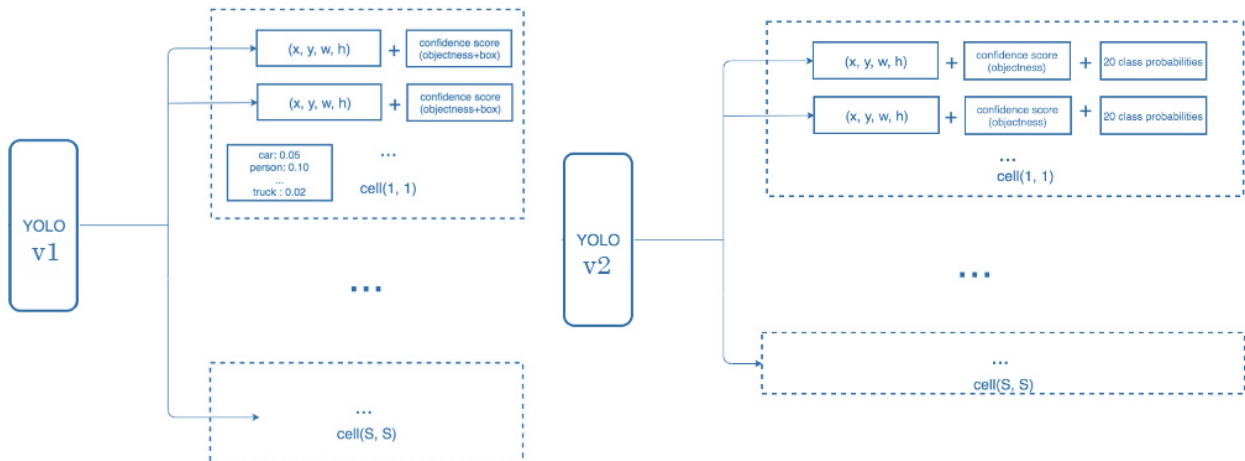 (x, y, w, h) + confidence score
(objectness+box)
(x, y, w, h) + confidence score
(objectness+box)
car: 0.05
person: 0.10
...
truck : 0.02
...
cell(1, 1)
YOLO
v1
...
...
cell(S, S)
(x, y, w, h) + confidence score
(objectness) + 20 class probabilities
(x, y, w, h) + confidence score
(objectness) + 20 class probabilities
...
cell(1, 1)
YOLO
v2
...
...
cell(S, S)